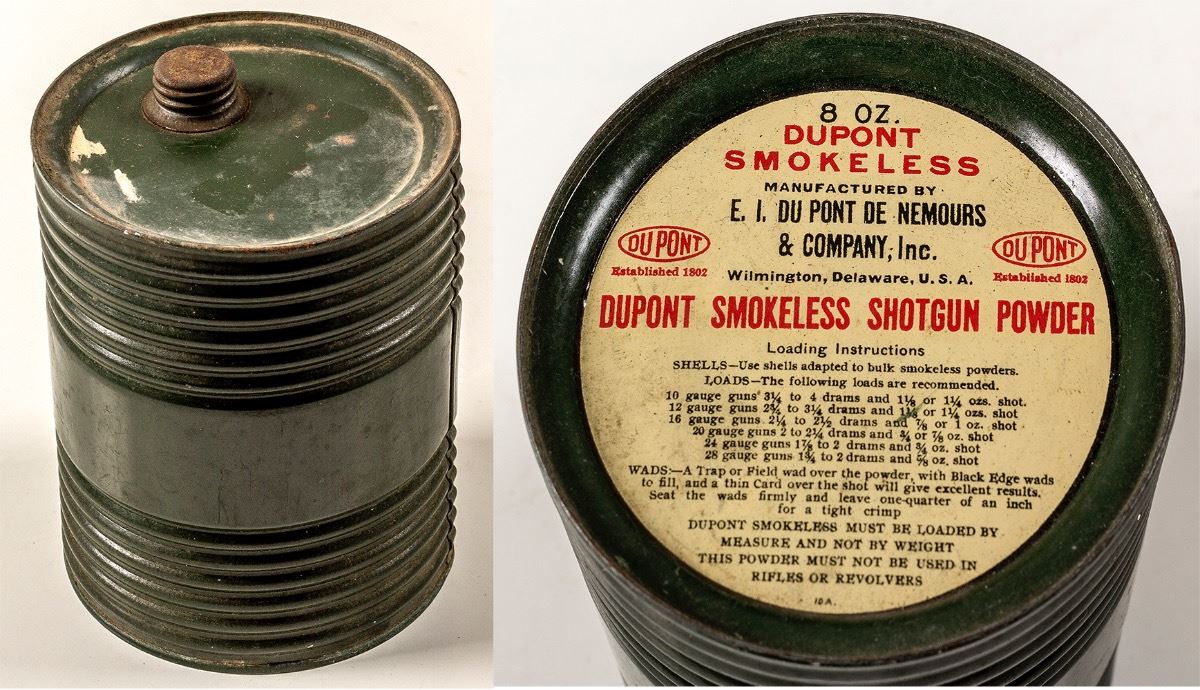 8 OZ.
DUPONT
SMOKELESS
MANUFACTURED BY
E. I. DU PONT DE NEMOURS
& COMPANY, Inc.
DU PONT
Established 1802
DU PONT
Established 1802
Wilmington, Delaware, U. S. A.
DUPONT SMOKELESS SHOTGUN POWDER
Loading Instructions
SHELLS—Use shells adapted to bulk smokeless powders.
LOADS—The following loads are recommended.
10 gauge guns 3¼ to 4 drams and 1⅛ or 1¼ ozs. shot.
12 gauge guns 2¾ to 3¼ drams and 1⅛ or 1¼ oz. shot
16 gauge guns 2¼ to 2½ drams and ⅞ or 1 oz. shot
20 gauge guns 2 to 2¼ drams and ¾ or ⅞ oz. shot
24 gauge guns 1⅞ to 2 drams and ¾ oz. shot
28 gauge guns 1¾ to 2 drams and ⅝ oz. shot
WADS:—A Trap or Field wad over the powder, with Black Edge wads
to fill, and a thin Card over the shot will give excellent results.
Seat the wads firmly and leave one-quarter of an inch
for a tight crimp
DUPONT SMOKELESS MUST BE LOADED BY
MEASURE AND NOT BY WEIGHT
THIS POWDER MUST NOT BE USED IN
RIFLES OR REVOLVERS
10A.